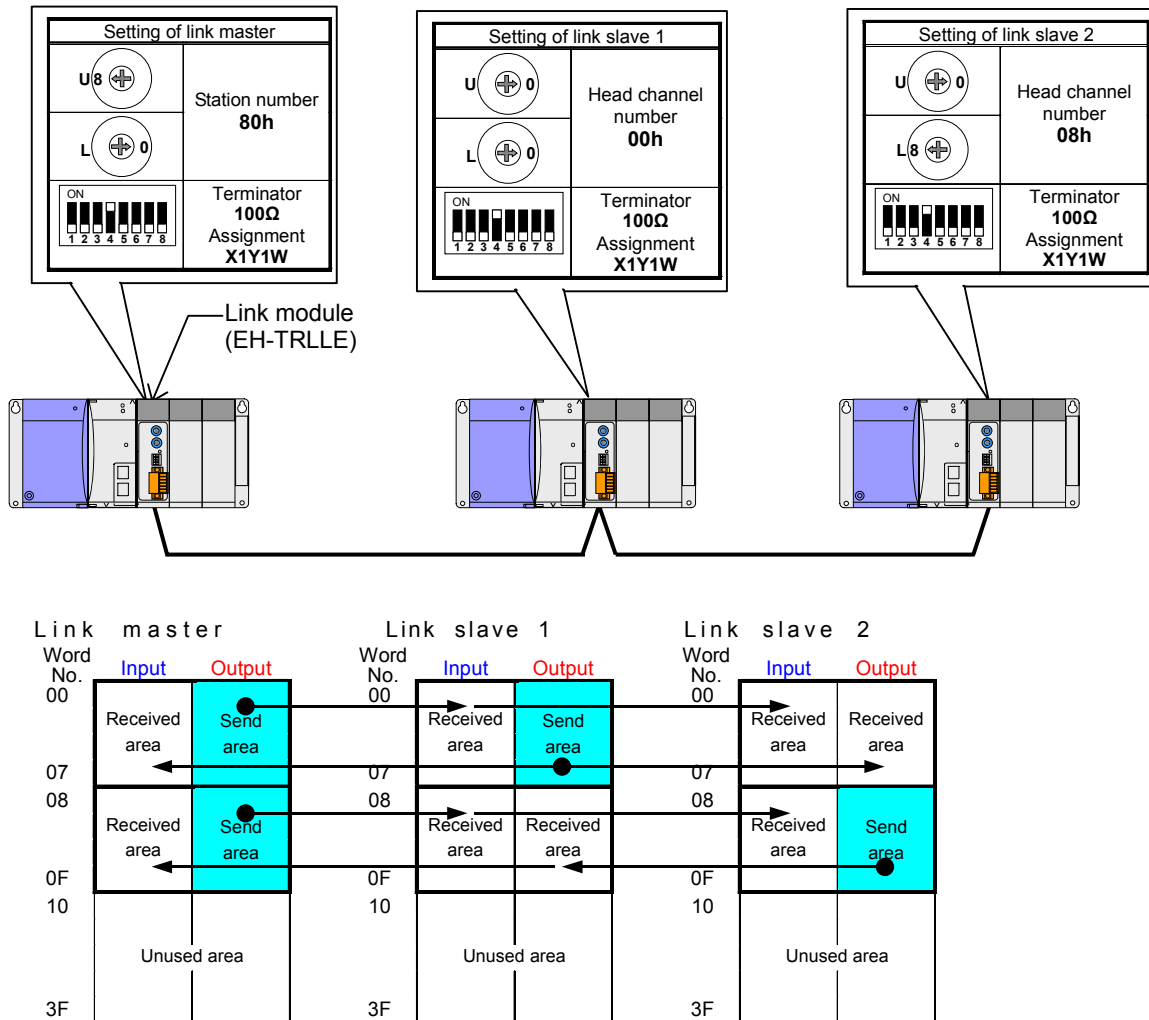 Setting of link master
U 8
Station number
80h
L 0
ON
1 2 3 4 5 6 7 8
Terminator
100Ω
Assignment
X1Y1W
Setting of link slave 1
U 0
Head channel
number
00h
L 0
ON
1 2 3 4 5 6 7 8
Terminator
100Ω
Assignment
X1Y1W
Setting of link slave 2
U 0
Head channel
number
08h
L 8
ON
1 2 3 4 5 6 7 8
Terminator
100Ω
Assignment
X1Y1W
Link module
(EH-TRLLE)
Link master
Word
No.
Input Output
00
Received
area
Send
area
07
08
Received
area
Send
area
0F
10
Unused area
3F
Link slave 1
Word
No.
Input Output
00
Received
area
Send
area
07
08
Received
area
Received
area
0F
10
Unused area
3F
Link slave 2
Word
No.
Input Output
00
Received
area
Received
area
07
08
Received
area
Send
area
0F
10
Unused area
3F